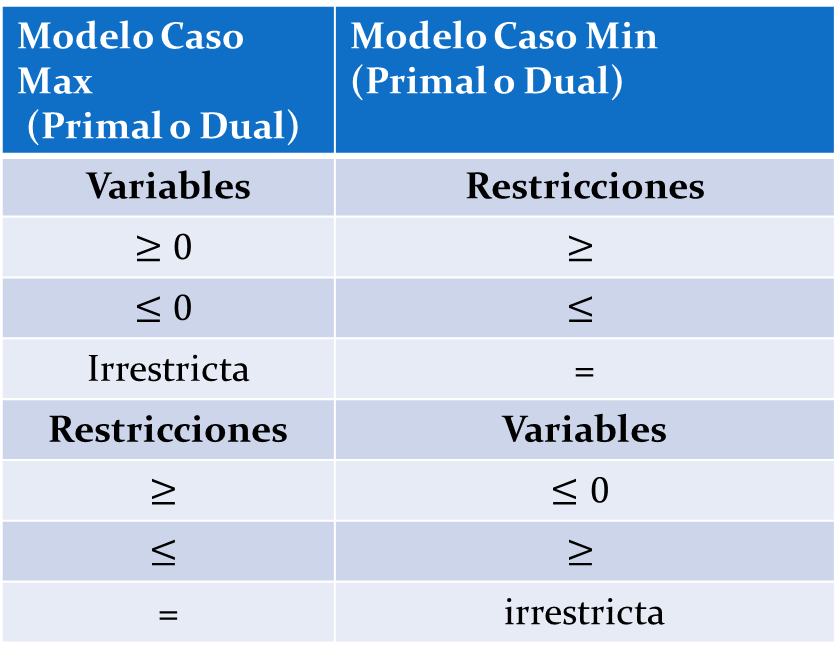 Modelo Caso
Max
(Primal o Dual)
Modelo Caso Min
(Primal o Dual)
Variables
Restricciones
≥ 0
≥
≤ 0
≤
Irrestricta
=
Restricciones
Variables
≥
≤ 0
≤
≥
=
irrestricta